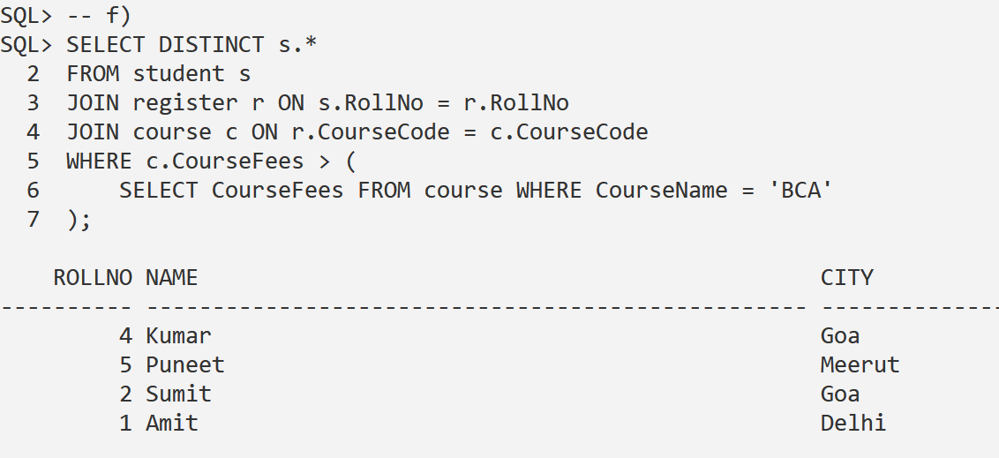 SQL> -- f)
SQL> SELECT DISTINCT s.*
  2  FROM student s
  3  JOIN register r ON s.RollNo = r.RollNo
  4  JOIN course c ON r.CourseCode = c.CourseCode
  5  WHERE c.CourseFees > (
  6      SELECT CourseFees FROM course WHERE CourseName = 'BCA'
  7  );
    ROLLNO NAME                                               CITY
---------- -------------------------------------------------- --------------
         4 Kumar                                              Goa
         5 Puneet                                             Meerut
         2 Sumit                                              Goa
         1 Amit                                               Delhi